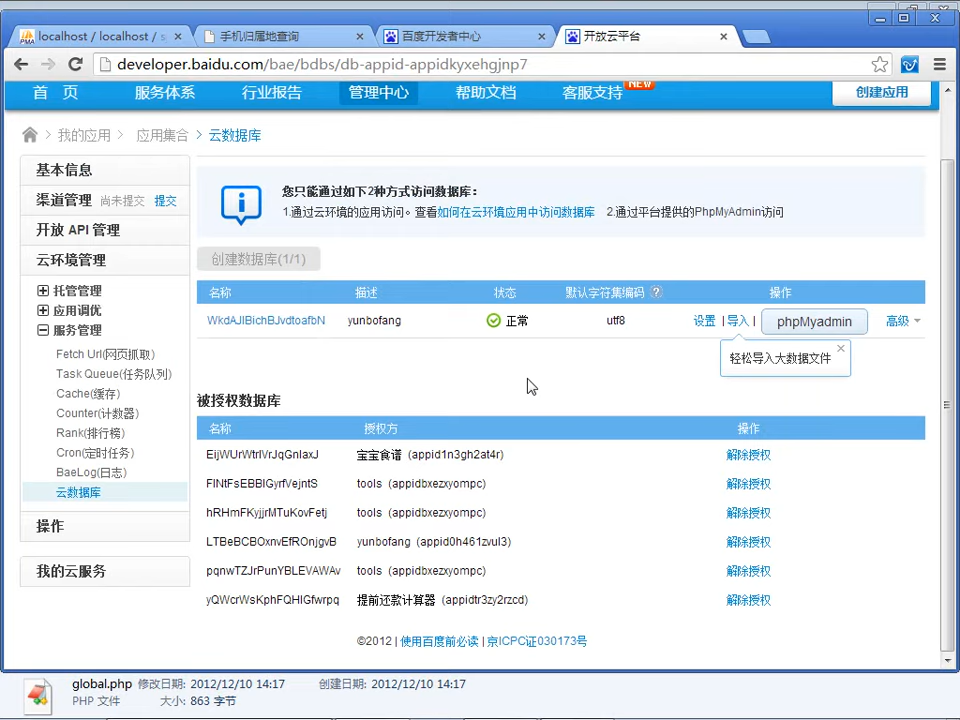 localhost / localhost / s
手机归属地查询
百度开发者中心
开放云平台
developer.baidu.com/bae/bdbs/db-appid-appidkyxehgjnp7
首 页 服务体系 行业报告 管理中心 帮助文档 客服支持 NEW 创建应用
我的应用 > 应用集合 > 云数据库
基本信息
渠道管理 尚未提交 提交
开放 API 管理
云环境管理
托管管理
应用调优
服务管理
Fetch Url(网页抓取)
Task Queue(任务队列)
Cache(缓存)
Counter(计数器)
Rank(排行榜)
Cron(定时任务)
BaeLog(日志)
云数据库
操作
我的云服务
您只能通过如下2种方式访问数据库：
1.通过云环境的应用访问。查看如何在云环境应用中访问数据库 2.通过平台提供的PhpMyAdmin访问
创建数据库(1/1)
名称 描述 状态 默认字符集编码 ? 操作
WkdAJIBichBJvdtoafbN yunbofang 正常 utf8 设置 | 导入 | phpMyadmin 高级
轻松导入大数据文件
被授权数据库
名称 授权方 操作
EijWUrWtrlVrJqGnlaxJ 宝宝食谱 (appid1n3gh2at4r) 解除授权
FINtFsEBBIGyrfVejntS tools (appidbxezxyompc) 解除授权
hRHmFKyjjrMTuKovFetj tools (appidbxezxyompc) 解除授权
LTBeBCBOxnvEfROnjgvB yunbofang (appid0h461zvul3) 解除授权
pqnwTZJrPunYBLEVAWAv tools (appidbxezxyompc) 解除授权
yQWcrWsKphFQHIGfwrpq 提前还款计算器 (appidtr3zy2rzcd) 解除授权
©2012 | 使用百度前必读 | 京ICPC证030173号
global.php 修改日期: 2012/12/10 14:17 创建日期: 2012/12/10 14:17
PHP 文件 大小: 863 字节